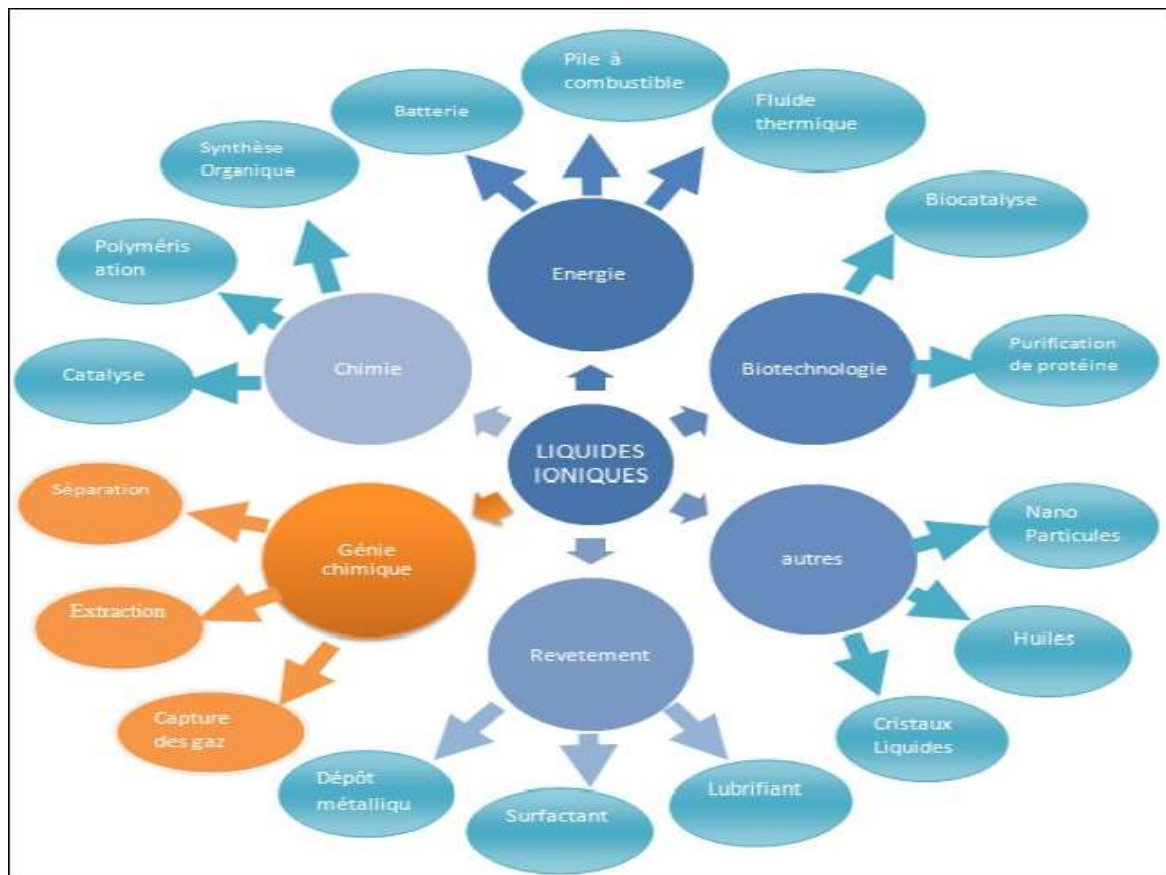 Pile à
combustible
Fluide
thermique
Batterie
Synthèse
Organique
Biocatalyse
Polyméris
ation
Energie
Purification
de protéine
Catalyse
Chimie
Biotechnologie
LIQUIDES
IONIQUES
Séparation
Nano
Particules
Génie
chimique
autres
Extraction
Huiles
Revetement
Capture
des gaz
Cristaux
Liquides
Dépôt
métalliqu
Lubrifiant
Surfactant